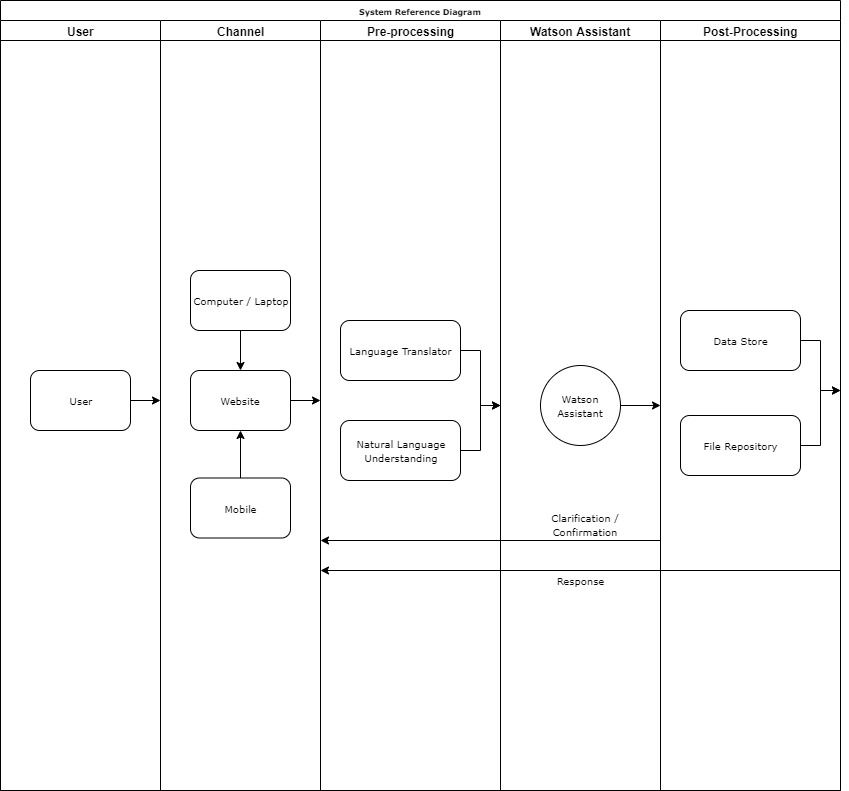 System Reference Diagram
User
Channel
Pre-processing
Watson Assistant
Post-Processing
Computer / Laptop
Language Translator
Data Store
User
Website
Watson
Assistant
Natural Language
Understanding
File Repository
Mobile
Clarification /
Confirmation
Response